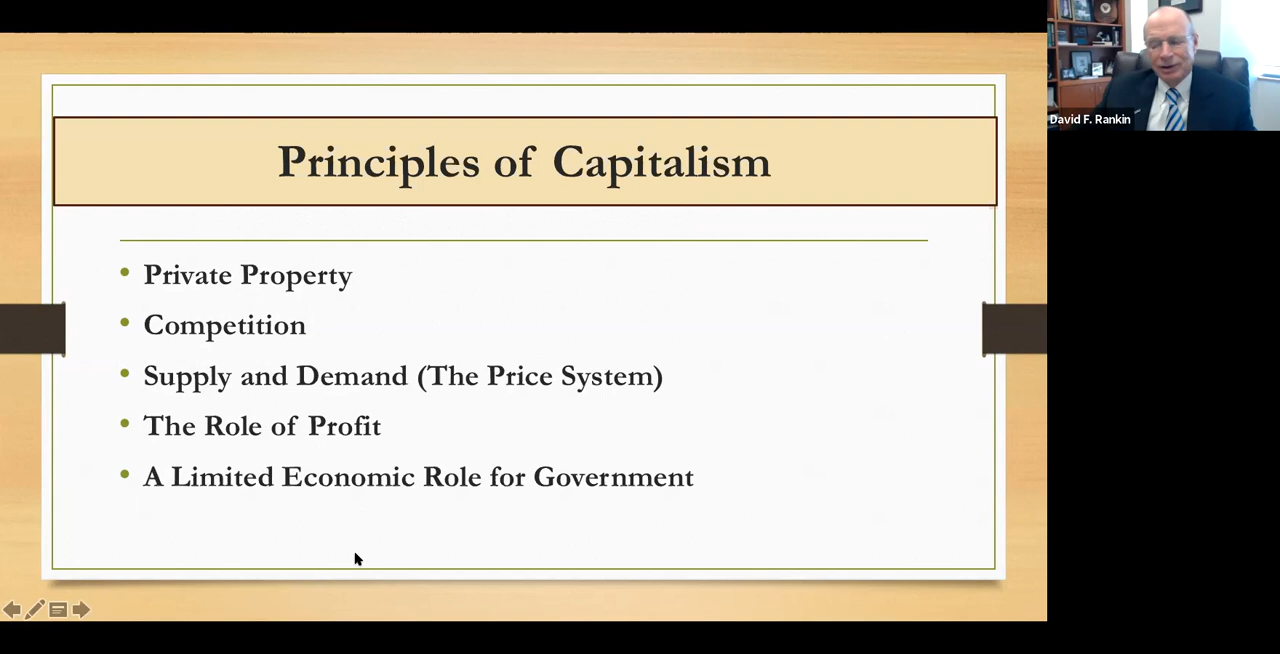 Principles of Capitalism
Private Property
Competition
Supply and Demand (The Price System)
The Role of Profit
A Limited Economic Role for Government
David F. Rankin